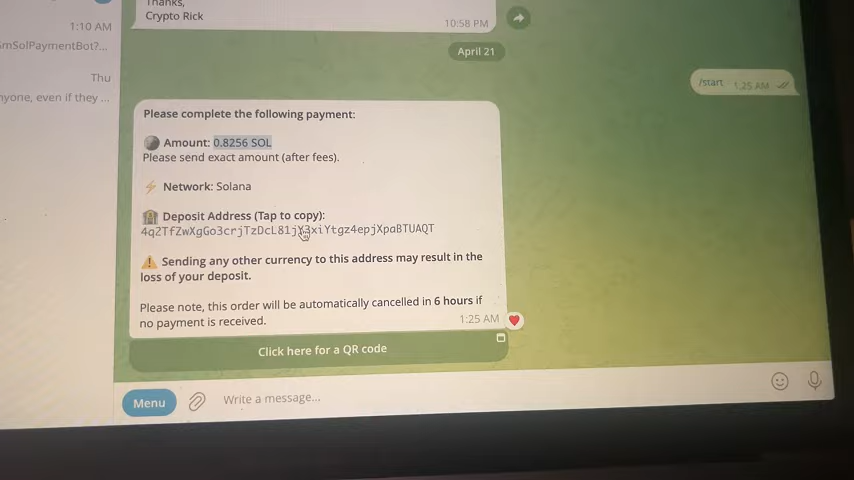 Thanks,
Crypto Rick
10:58 PM
1:10 AM
mSolPaymentBot?...
April 21
Thu
/start 1:25 AM
nyone, even if they ...
Please complete the following payment:
Amount: 0.8256 SOL
Please send exact amount (after fees).
Network: Solana
Deposit Address (Tap to copy):
Sending any other currency to this address may result in the
loss of your deposit.
Please note, this order will be automatically cancelled in 6 hours if
no payment is received.
1:25 AM
Click here for a QR code
Menu
Write a message...